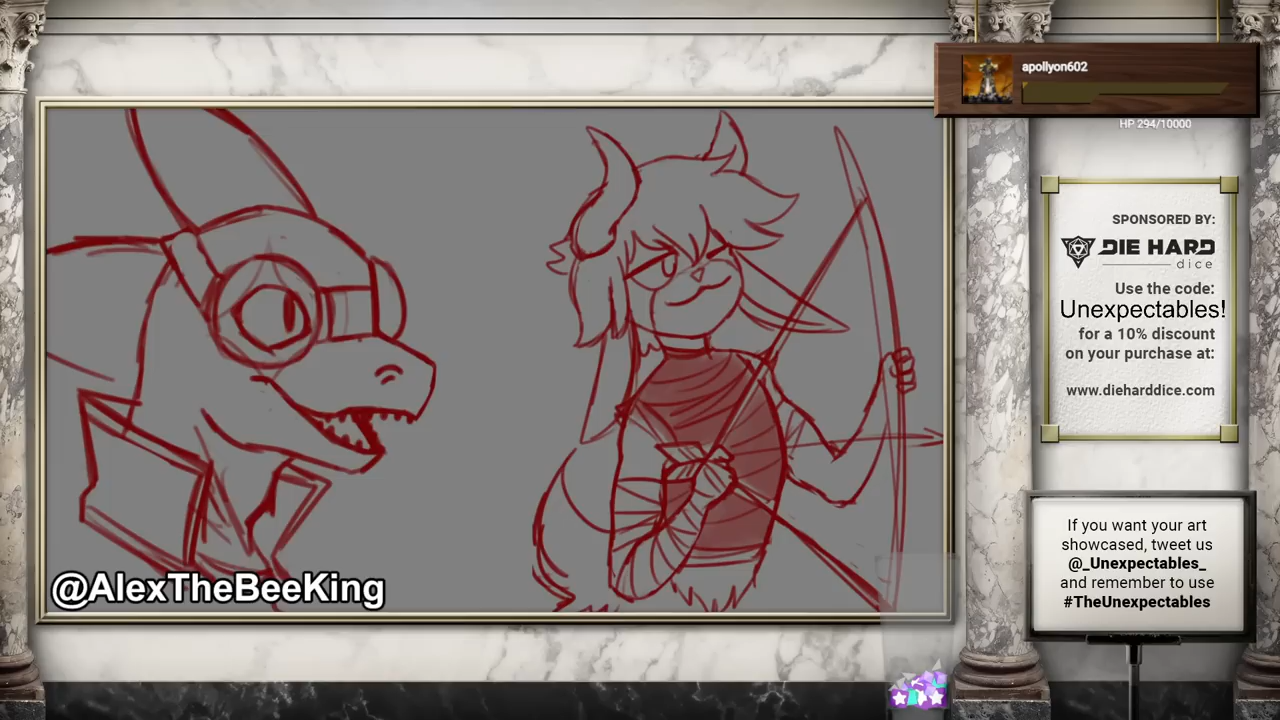 apollyon602
HP 294/10000
SPONSORED BY:
DIE HARD
dice
Use the code:
Unexpectables!
for a 10% discount
on your purchase at:
www.dieharddice.com
If you want your art
showcased, tweet us
@_Unexpectables_
and remember to use
#TheUnexpectables
@AlexTheBeeKing